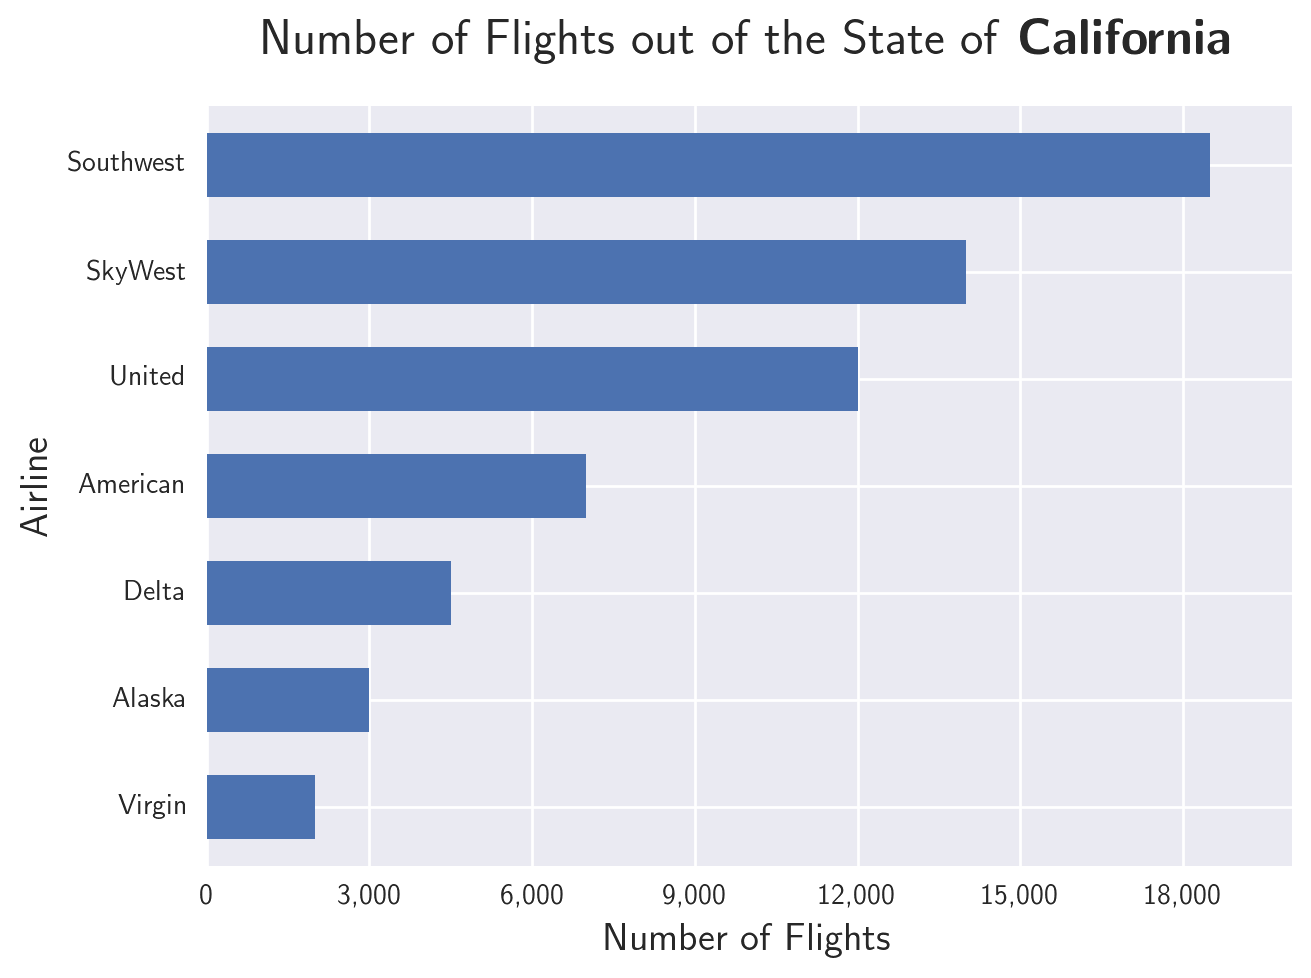 Number of Flights out of the State of California
Southwest
SkyWest
United
American
Delta
Alaska
Virgin
Airline
0 3,000 6,000 9,000 12,000 15,000 18,000
Number of Flights